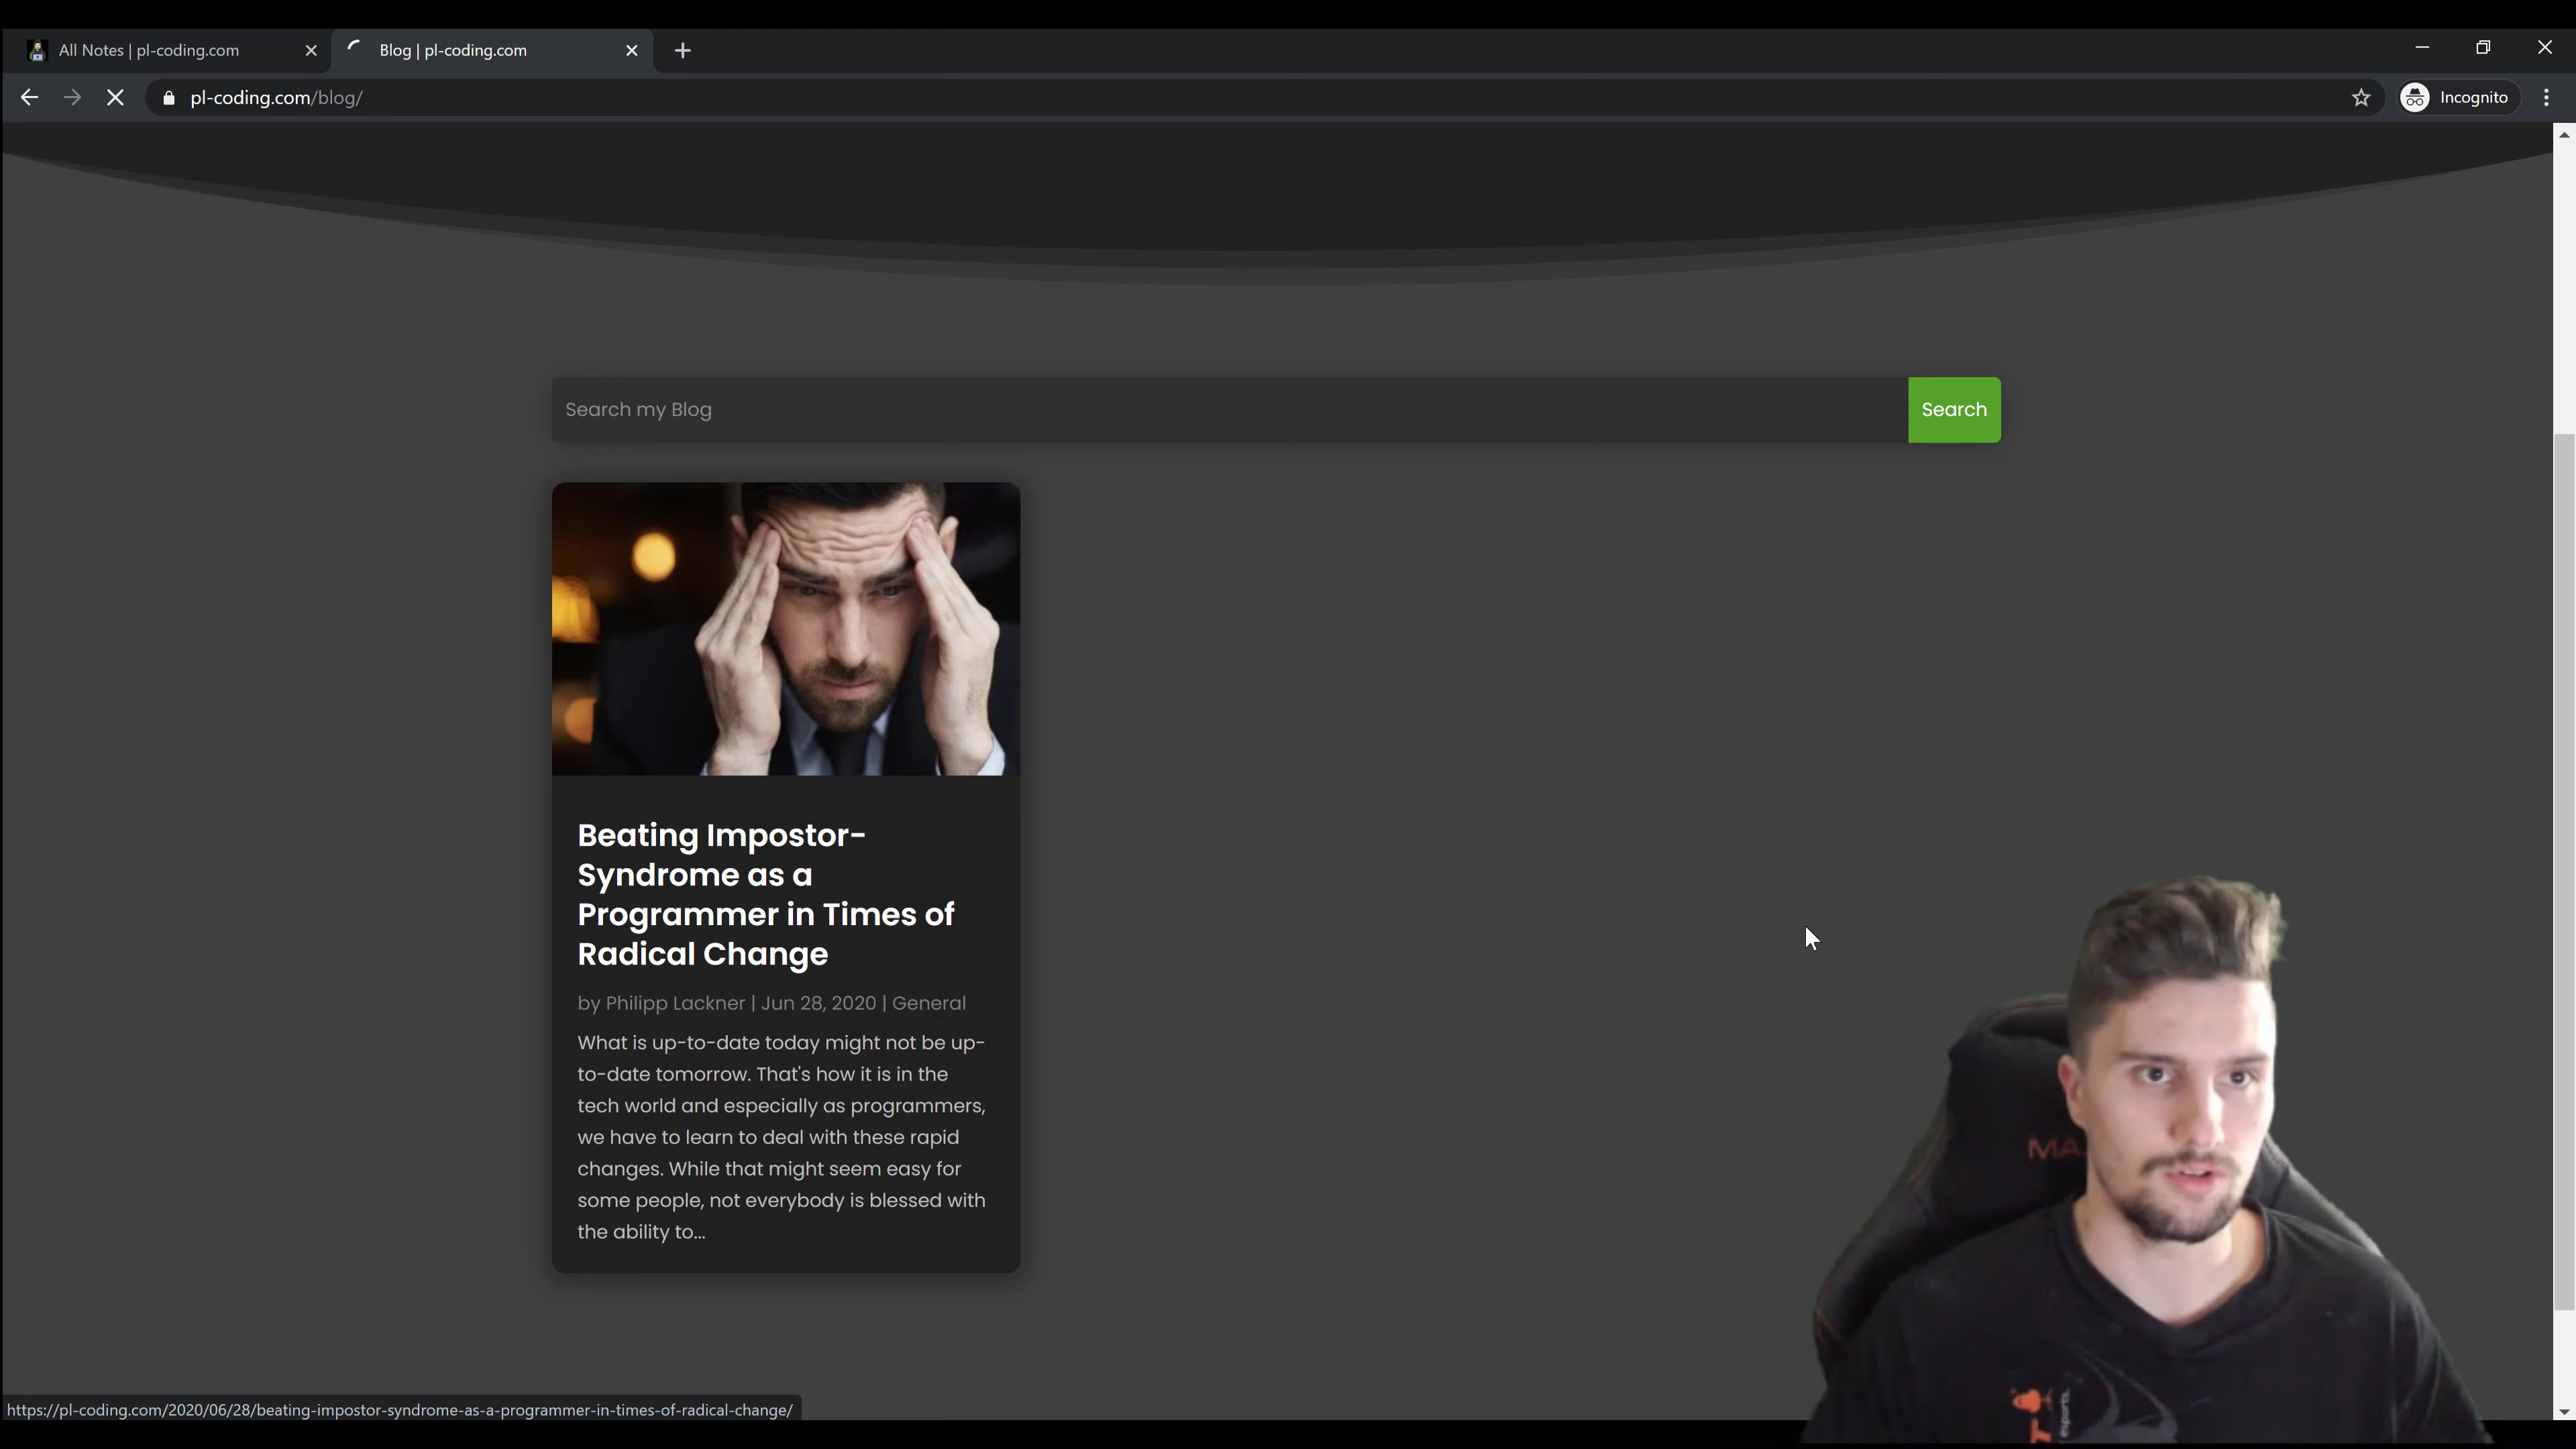 All Notes | pl-coding.com
Blog | pl-coding.com
pl-coding.com/blog/
Incognito
Search my Blog
Search
Beating Impostor-
Syndrome as a
Programmer in Times of
Radical Change
by Philipp Lackner | Jun 28, 2020 | General
What is up-to-date today might not be up-
to-date tomorrow. That's how it is in the
tech world and especially as programmers,
we have to learn to deal with these rapid
changes. While that might seem easy for
some people, not everybody is blessed with
the ability to...
MA
https://pl-coding.com/2020/06/28/beating-impostor-syndrome-as-a-programmer-in-times-of-radical-change/